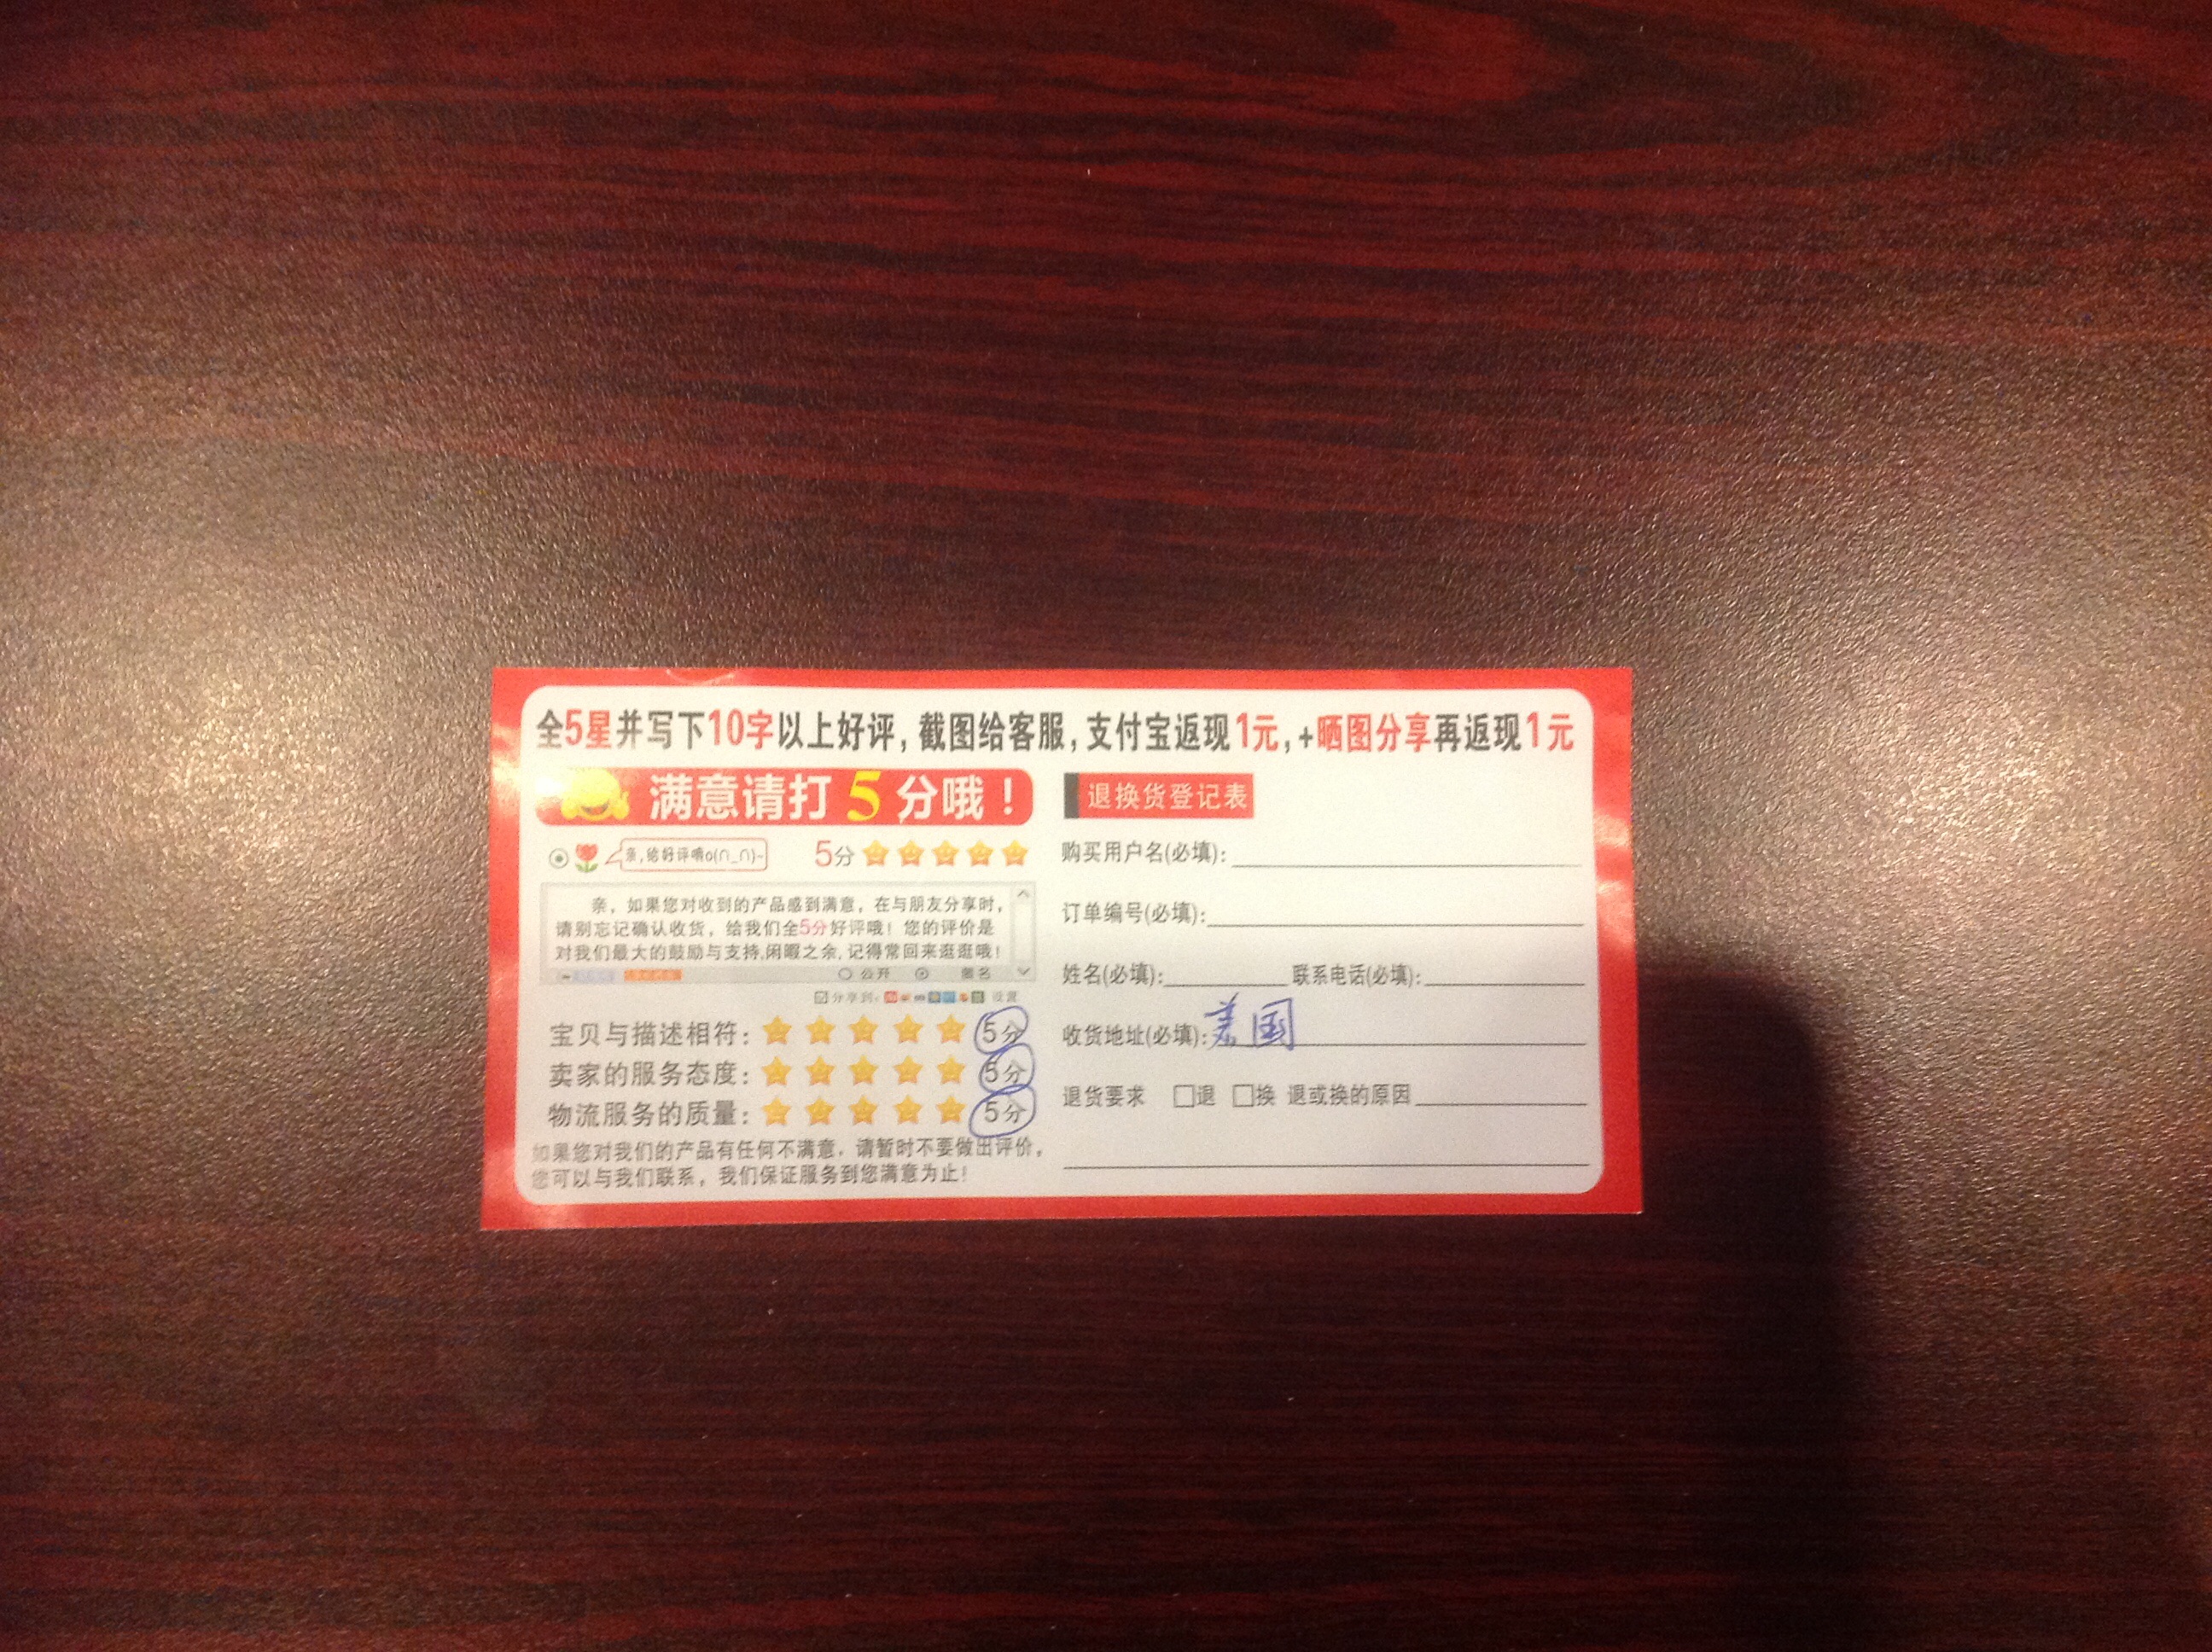 全5星并写下10字以上好评,截图给客服,支付宝返现1元,+晒图分享再返现1元
满意请打5分哦!
亲,给好评唷o(∩_∩)~
5分
亲,如果您对收到的产品感到满意,在与朋友分享时,
请别忘记确认收货,给我们全5分好评哦!您的评价是
对我们最大的鼓励与支持,闲暇之余,记得常回来逛逛哦!
公开 匿名
分享到: 设置
宝贝与描述相符: 5分
卖家的服务态度: 5分
物流服务的质量: 5分
如果您对我们的产品有任何不满意,请暂时不要做出评价,
您可以与我们联系,我们保证服务到您满意为止!
退换货登记表
购买用户名(必填):
订单编号(必填):
姓名(必填): 联系电话(必填):
收货地址(必填):美国
退货要求 □退 □换 退或换的原因